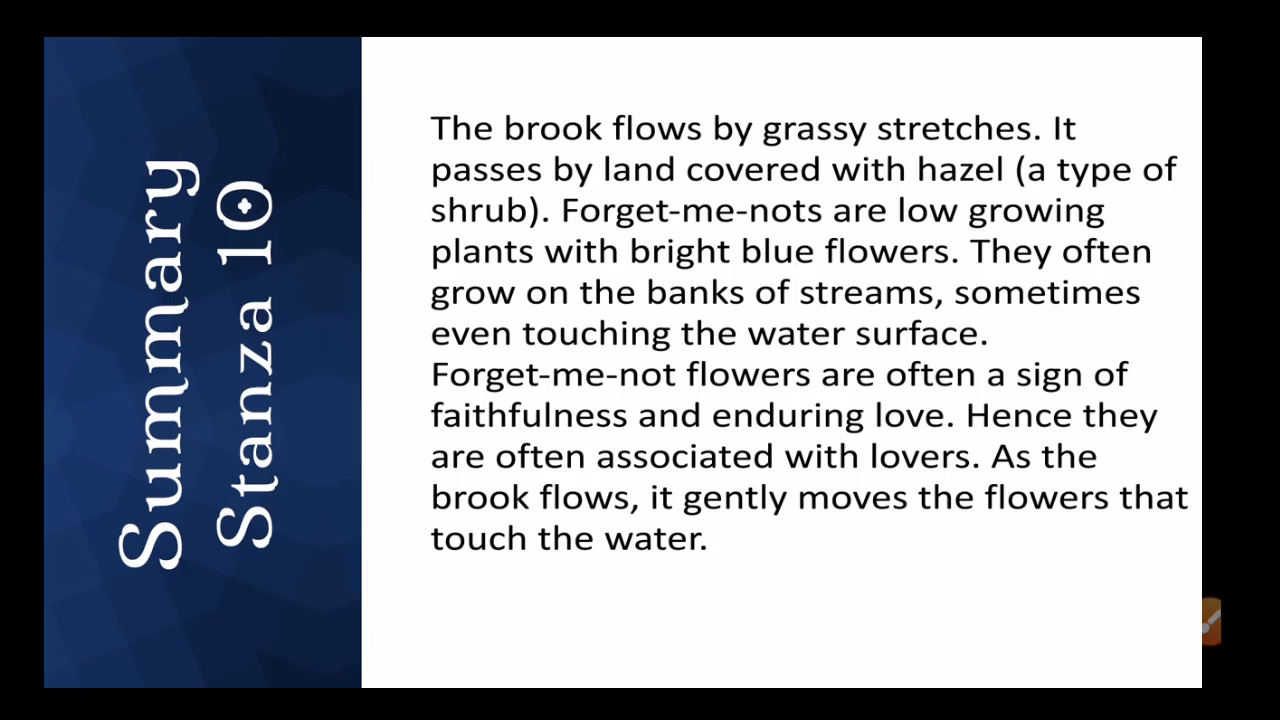 Summary
Stanza 10
The brook flows by grassy stretches. It
passes by land covered with hazel (a type of
shrub). Forget-me-nots are low growing
plants with bright blue flowers. They often
grow on the banks of streams, sometimes
even touching the water surface.
Forget-me-not flowers are often a sign of
faithfulness and enduring love. Hence they
are often associated with lovers. As the
brook flows, it gently moves the flowers that
touch the water.